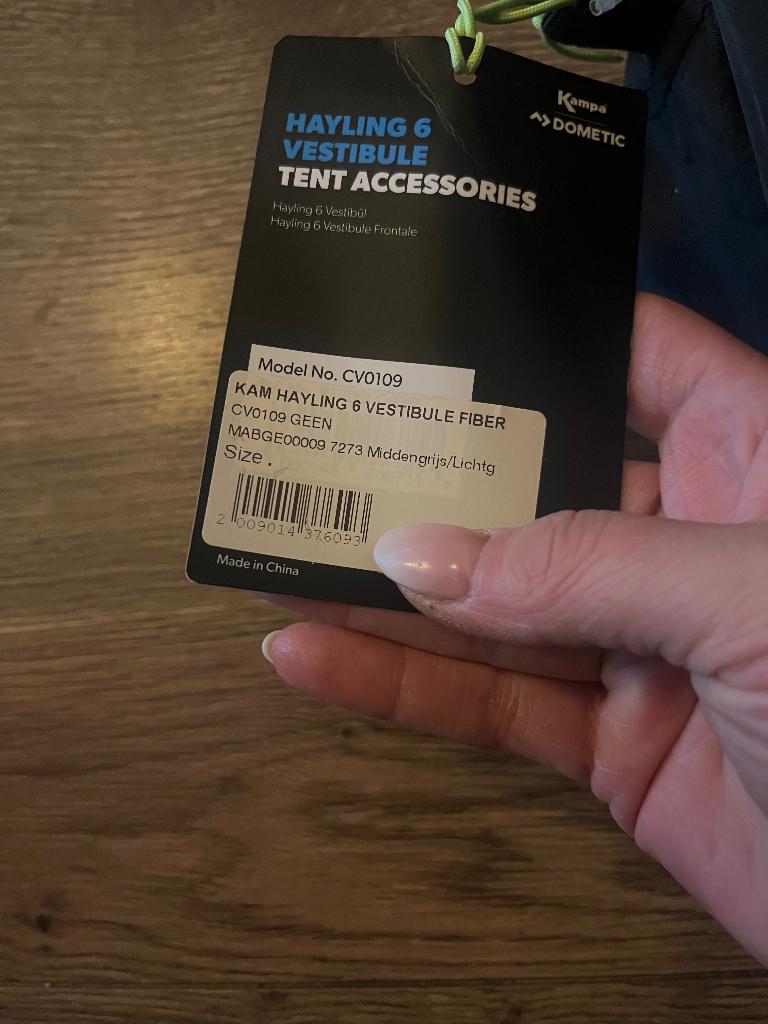 Kampa
DOMETIC
HAYLING 6
VESTIBULE
TENT ACCESSORIES
Hayling 6 Vestibül
Hayling 6 Vestibule Frontale
Model No. CV0109
KAM HAYLING 6 VESTIBULE FIBER
CV0109 GEEN
MABGE00009 7273 Middengrijs/Lichtg
Size .
2 009014 376093
Made in China